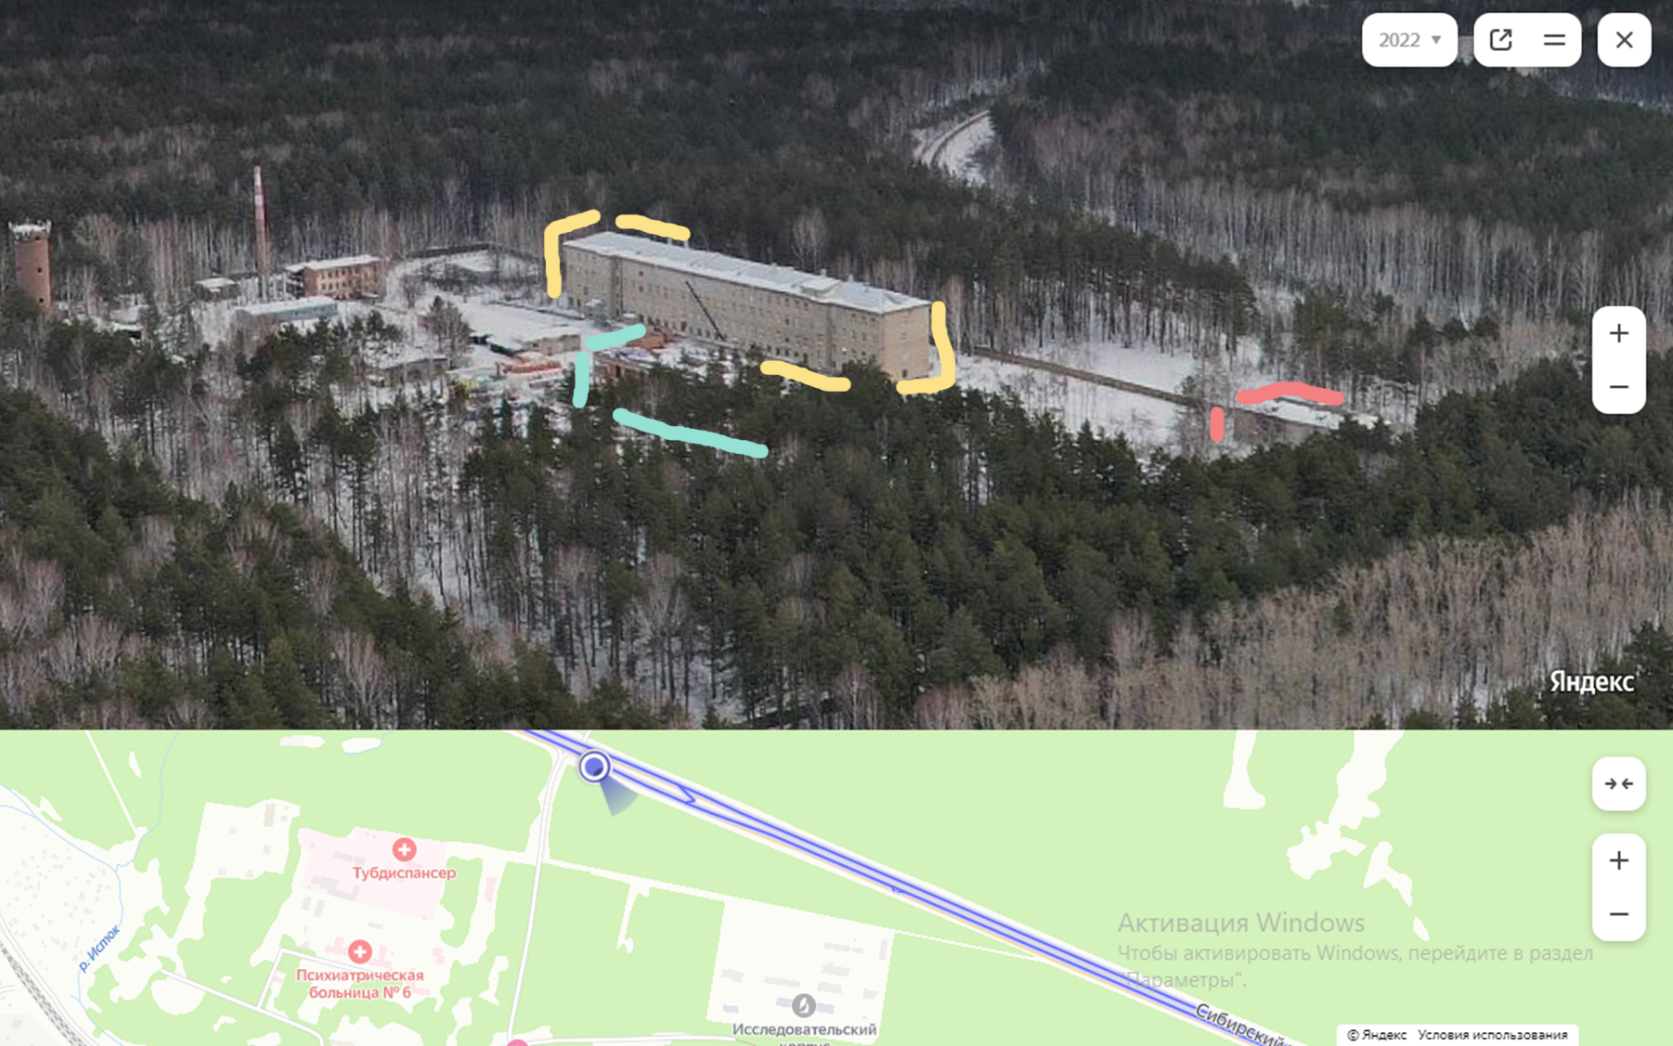 2022
Яндекс
Тубдиспансер
Психиатрическая
больница № 6
р. Исток
Исследовательский
корпус
Активация Windows
Чтобы активировать Windows, перейдите в раздел
"Параметры".
Сибирский
© Яндекс Условия использования